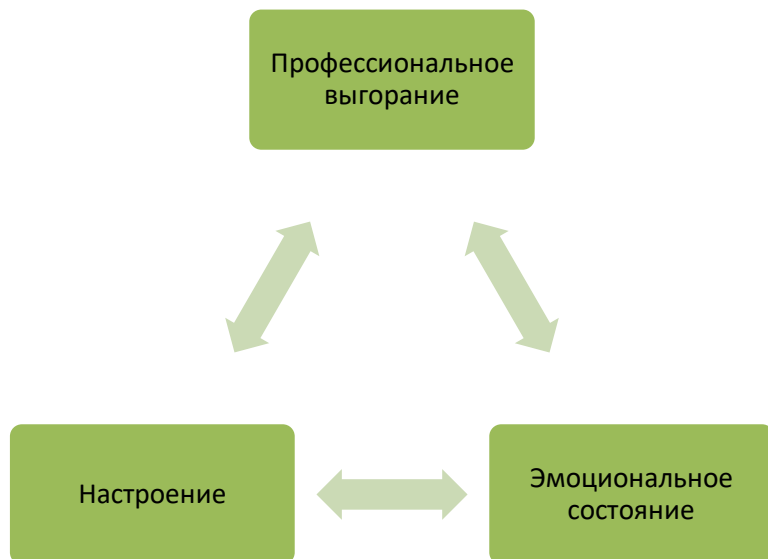 Профессиональное
выгорание
Настроение
Эмоциональное
состояние